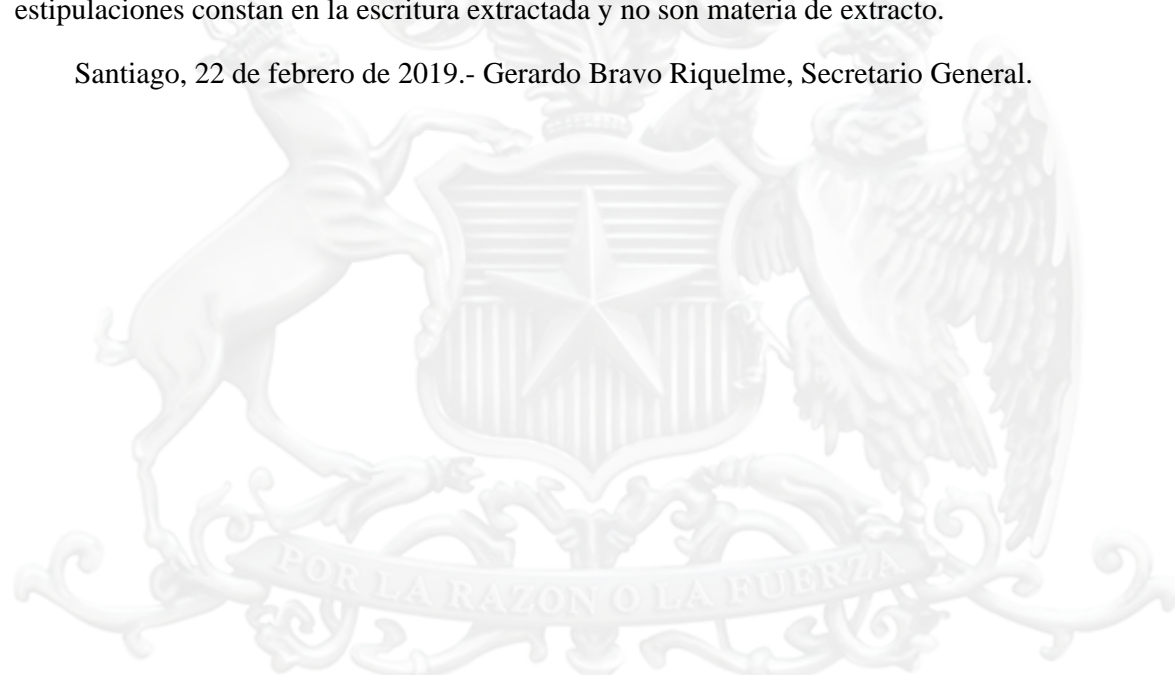 estipulaciones constan en la escritura extractada y no son materia de extracto.
Santiago, 22 de febrero de 2019.- Gerardo Bravo Riquelme, Secretario General.
POR LA RAZON O LA FUERZA